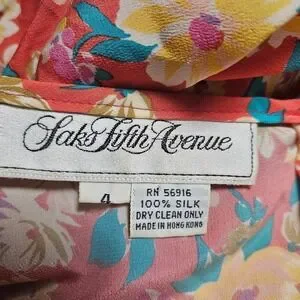 Saks Fifth Avenue
4
RN 56916
100% SILK
DRY CLEAN ONLY
MADE IN HONG KONG